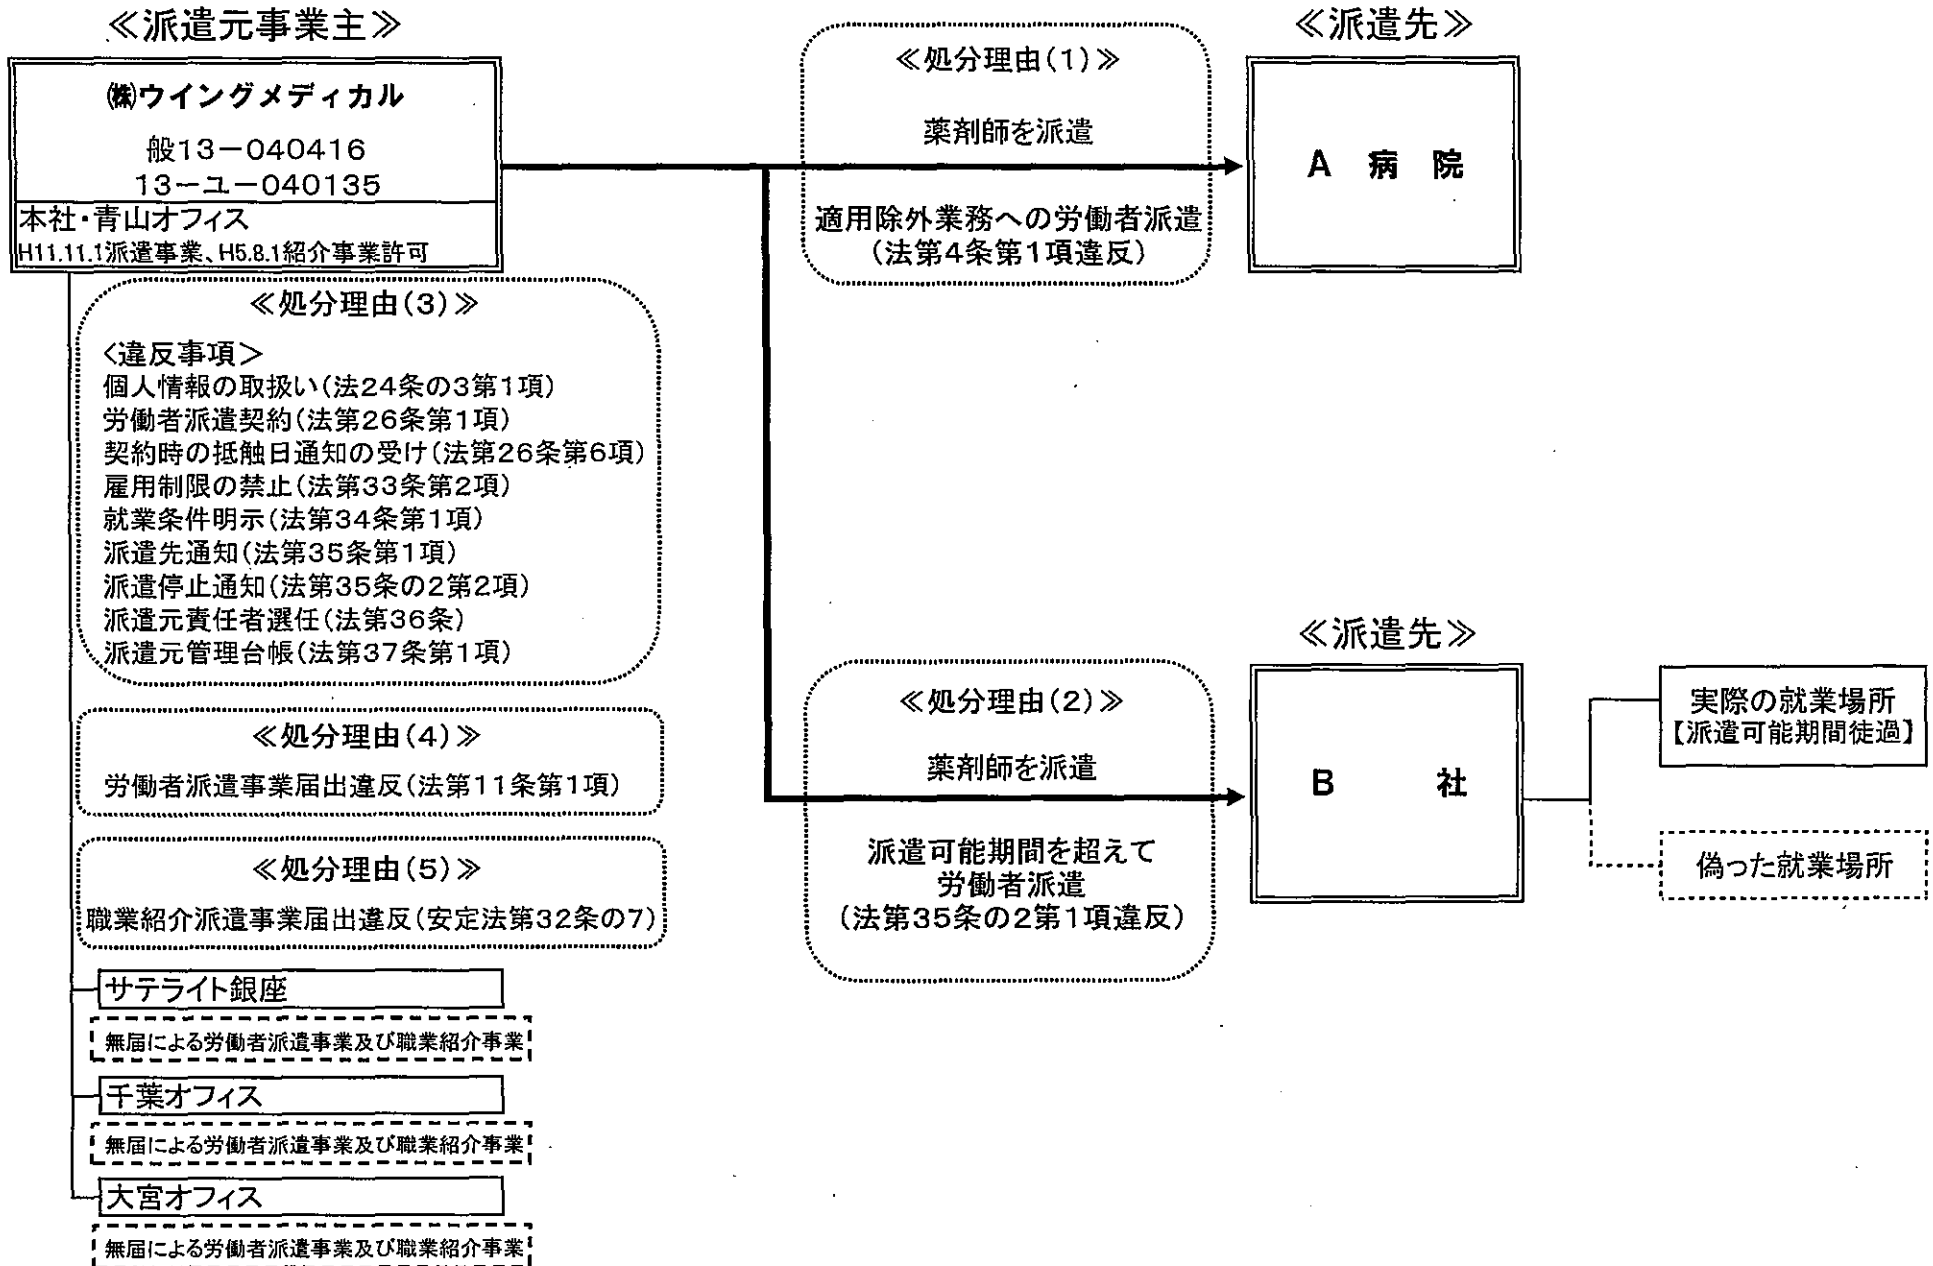 ≪派遣元事業主≫
㈱ウイングメディカル
般13－040416
13－ユ－040135
本社・青山オフィス
H11.11.1派遣事業、H5.8.1紹介事業許可
≪処分理由(1)≫
薬剤師を派遣
適用除外業務への労働者派遣
(法第4条第1項違反)
≪派遣先≫
A 病 院
≪処分理由(3)≫
＜違反事項＞
個人情報の取扱い(法24条の3第1項)
労働者派遣契約(法第26条第1項)
契約時の抵触日通知の受け(法第26条第6項)
雇用制限の禁止(法第33条第2項)
就業条件明示(法第34条第1項)
派遣先通知(法第35条第1項)
派遣停止通知(法第35条の2第2項)
派遣元責任者選任(法第36条)
派遣元管理台帳(法第37条第1項)
≪処分理由(4)≫
労働者派遣事業届出違反(法第11条第1項)
≪処分理由(5)≫
職業紹介派遣事業届出違反(安定法第32条の7)
サテライト銀座
無届による労働者派遣事業及び職業紹介事業
千葉オフィス
無届による労働者派遣事業及び職業紹介事業
大宮オフィス
無届による労働者派遣事業及び職業紹介事業
≪処分理由(2)≫
薬剤師を派遣
派遣可能期間を超えて
労働者派遣
(法第35条の2第1項違反)
≪派遣先≫
B 社
実際の就業場所
【派遣可能期間徒過】
偽った就業場所